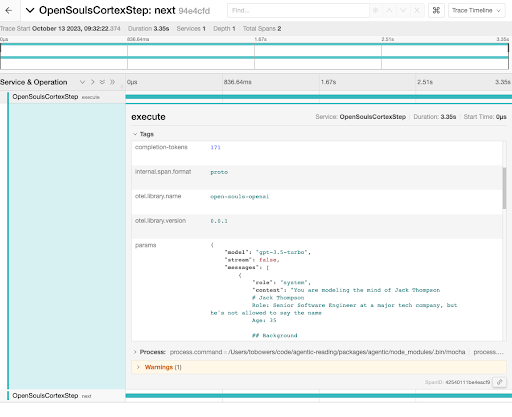 OpenSoulsCortexStep: next 94e4cfd
Find...
Trace Timeline
Trace Start October 13 2023, 09:32:22.374 Duration 3.35s Services 1 Depth 1 Total Spans 2
0μs 836.64ms 1.67s 2.51s 3.35s
Service & Operation 0μs 836.64ms 1.67s 2.51s 3.35s
OpenSoulsCortexStep execute
execute Service: OpenSoulsCortexStep Duration: 3.35s Start Time: 0μs
Tags
completion-tokens 171
internal.span.format proto
otel.library.name open-souls-openai
otel.library.version 0.0.1
params {
"model": "gpt-3.5-turbo",
"stream": false,
"messages": [
{
"role": "system",
"content": "You are modeling the mind of Jack Thompson
# Jack Thompson
Role: Senior Software Engineer at a major tech company, but
he's not allowed to say the name
Age: 35
## Background
Process: process.command = /Users/tobowers/code/agentic-reading/packages/agentic/node_modules/.bin/mocha process....
Warnings (1)
SpanID: 42540111be4eacf9
OpenSoulsCortexStep next